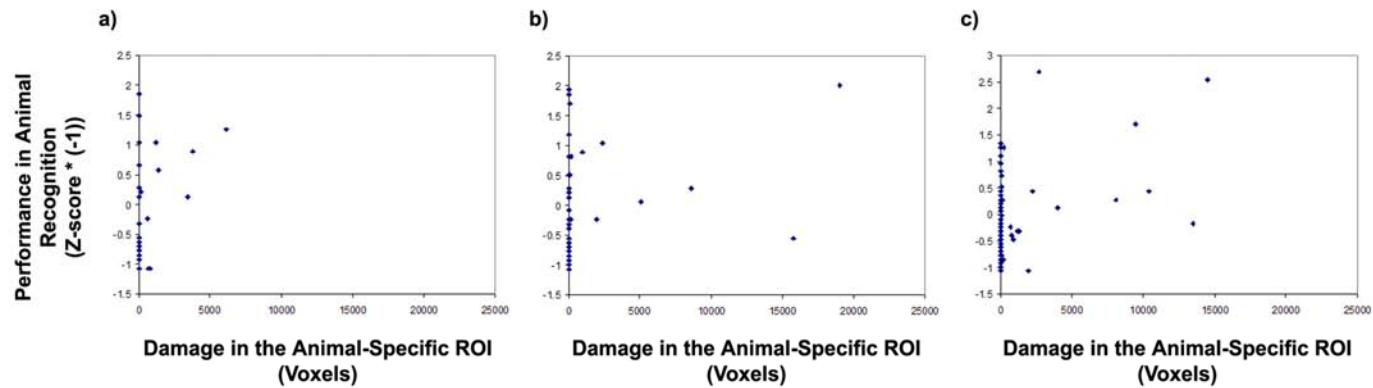 a)
b)
c)
Performance in Animal
Recognition
(Z-score * (-1))
2.5
2
1.5
1
0.5
0
-0.5
-1
-1.5
0 5000 10000 15000 20000 25000
2.5
2
1.5
1
0.5
0
-0.5
-1
-1.5
0 5000 10000 15000 20000 25000
3
2.5
2
1.5
1
0.5
0
-0.5
-1
-1.5
0 5000 10000 15000 20000 25000
Damage in the Animal-Specific ROI
(Voxels)
Damage in the Animal-Specific ROI
(Voxels)
Damage in the Animal-Specific ROI
(Voxels)